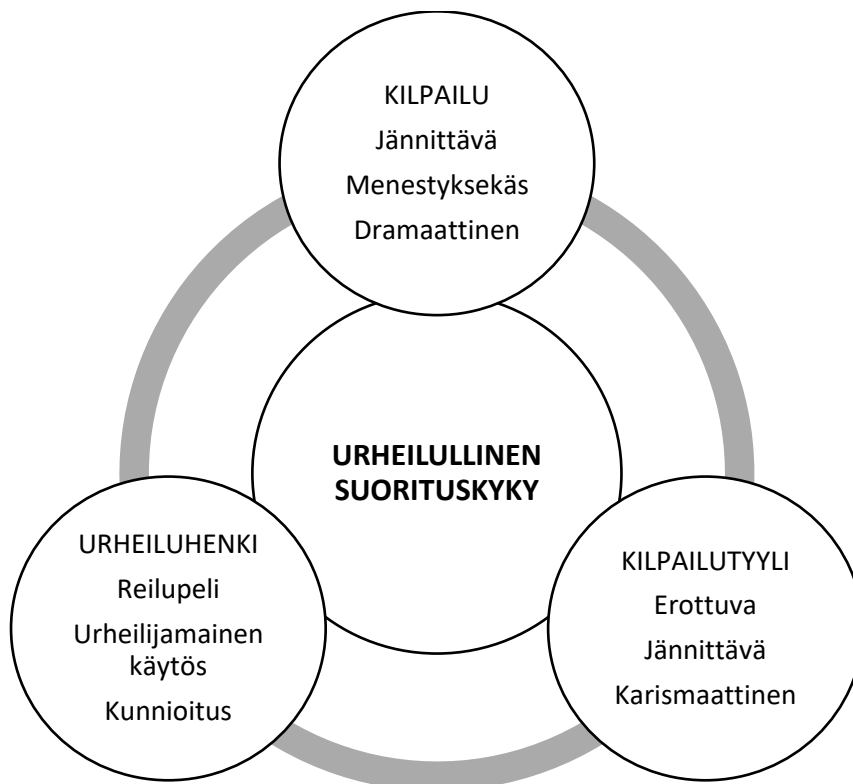 KILPAILU
Jännittävä
Menestyksekäs
Dramaattinen
URHEILULLINEN
SUORITUSKYKY
URHEILUHENKI
Reilupeli
Urheilijamainen
käytös
Kunnioitus
KILPAILUTYYLI
Erottuva
Jännittävä
Karismaattinen